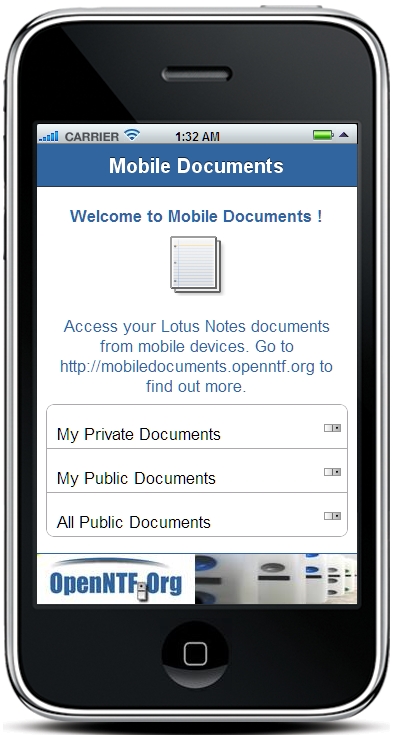 CARRIER 1:32 AM
Mobile Documents
Welcome to Mobile Documents !
Access your Lotus Notes documents
from mobile devices. Go to
http://mobiledocuments.openntf.org to
find out more.
My Private Documents
My Public Documents
All Public Documents
OpenNTF.Org